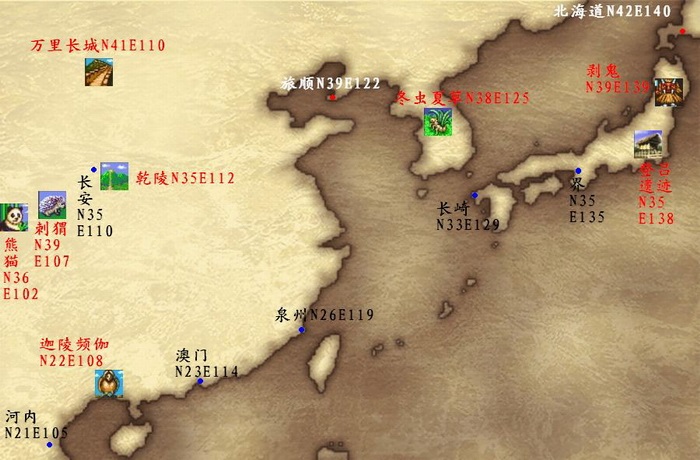 北海道N42E140
万里长城N41E110
旅顺N39E122
剥鬼
N39E139
冬虫夏草N38E125
乾陵N35E112
长
安
N35
E110
刺猬
N39
E107
熊
猫
N36
E102
长崎
N33E129
界
N35
E135
登吕
遗迹
N35
E138
泉州N26E119
迦陵频伽
N22E108
澳门
N23E114
河内
N21E105